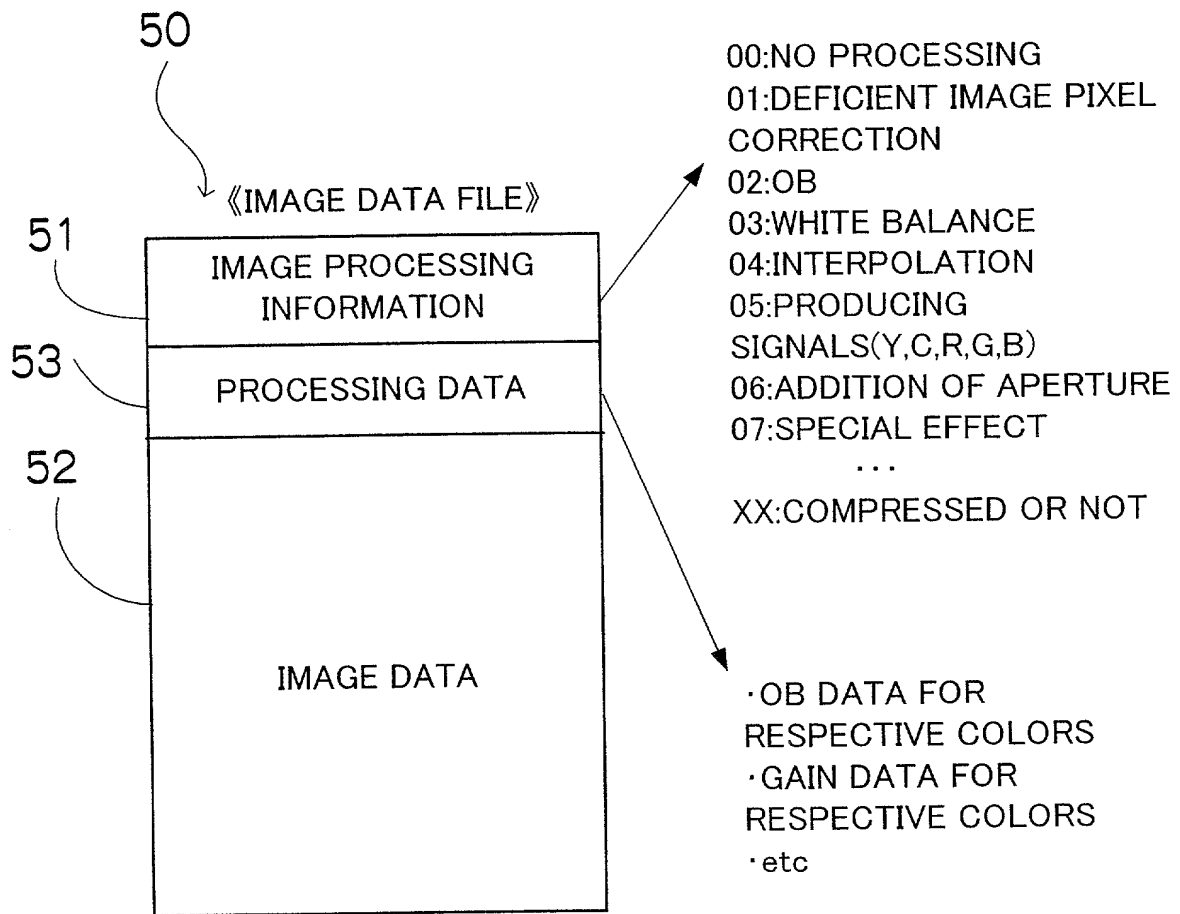 50
《IMAGE DATA FILE》
51
IMAGE PROCESSING
INFORMATION
53
PROCESSING DATA
52
IMAGE DATA
00:NO PROCESSING
01:DEFICIENT IMAGE PIXEL
CORRECTION
02:OB
03:WHITE BALANCE
04:INTERPOLATION
05:PRODUCING
SIGNALS(Y,C,R,G,B)
06:ADDITION OF APERTURE
07:SPECIAL EFFECT
...
XX:COMPRESSED OR NOT
·OB DATA FOR
RESPECTIVE COLORS
·GAIN DATA FOR
RESPECTIVE COLORS
·etc